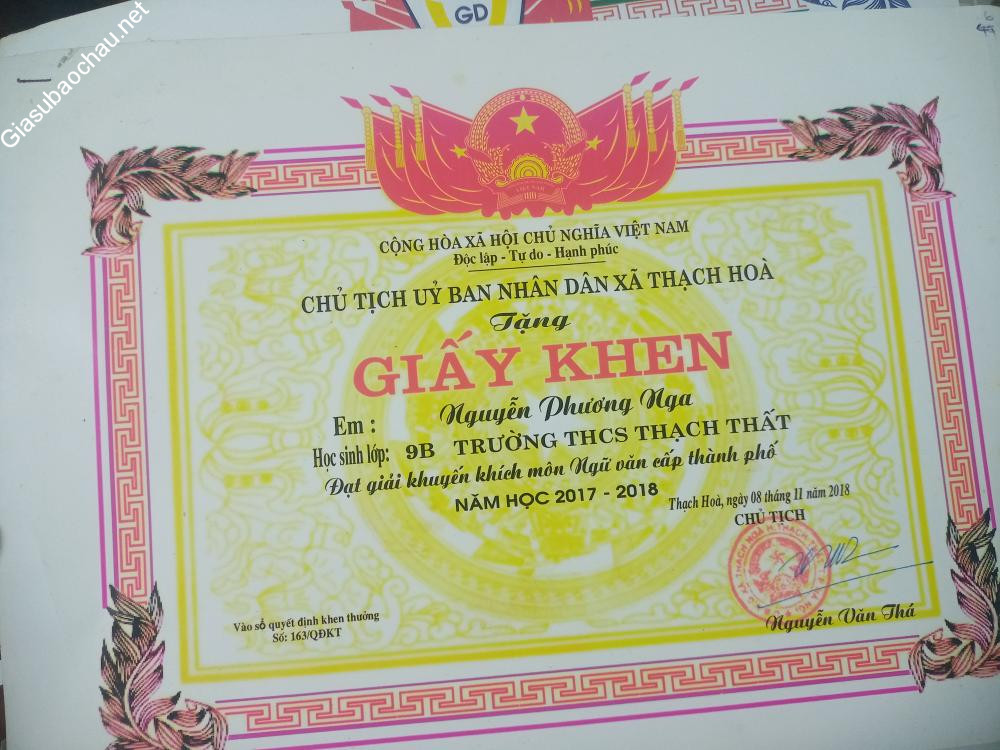 Giasubaochau.net
GD
VIỆT NAM
CỘNG HÒA XÃ HỘI CHỦ NGHĨA VIỆT NAM
Độc lập - Tự do - Hạnh phúc
CHỦ TỊCH UỶ BAN NHÂN DÂN XÃ THẠCH HOÀ
Tặng
GIẤY KHEN
Em : Nguyễn Phương Nga
Học sinh lớp: 9B TRƯỜNG THCS THẠCH THẤT
Đạt giải khuyến khích môn Ngữ văn cấp thành phố
NĂM HỌC 2017 - 2018
Thạch Hoà, ngày 08 tháng 11 năm 2018
CHỦ TỊCH
Nguyễn Văn Thá
Vào sổ quyết định khen thưởng
Số: 163/QĐKT